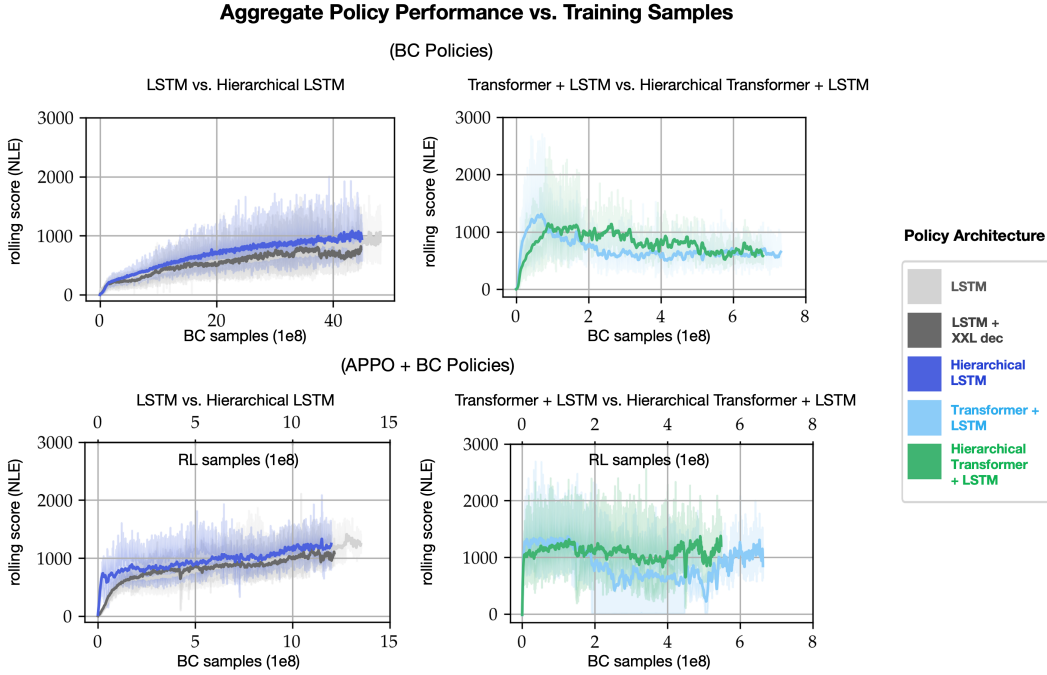 Aggregate Policy Performance vs. Training Samples
(BC Policies)
LSTM vs. Hierarchical LSTM
3000
2000
1000
0
rolling score (NLE)
0 20 40
BC samples (1e8)
Transformer + LSTM vs. Hierarchical Transformer + LSTM
3000
2000
1000
0
rolling score (NLE)
0 2 4 6 8
BC samples (1e8)
(APPO + BC Policies)
LSTM vs. Hierarchical LSTM
0 5 10 15
RL samples (1e8)
3000
2000
1000
0
rolling score (NLE)
0 5 10 15
BC samples (1e8)
Transformer + LSTM vs. Hierarchical Transformer + LSTM
0 2 4 6 8
RL samples (1e8)
3000
2000
1000
0
rolling score (NLE)
0 2 4 6 8
BC samples (1e8)
Policy Architecture
LSTM
LSTM +
XXL dec
Hierarchical
LSTM
Transformer +
LSTM
Hierarchical
Transformer
+ LSTM